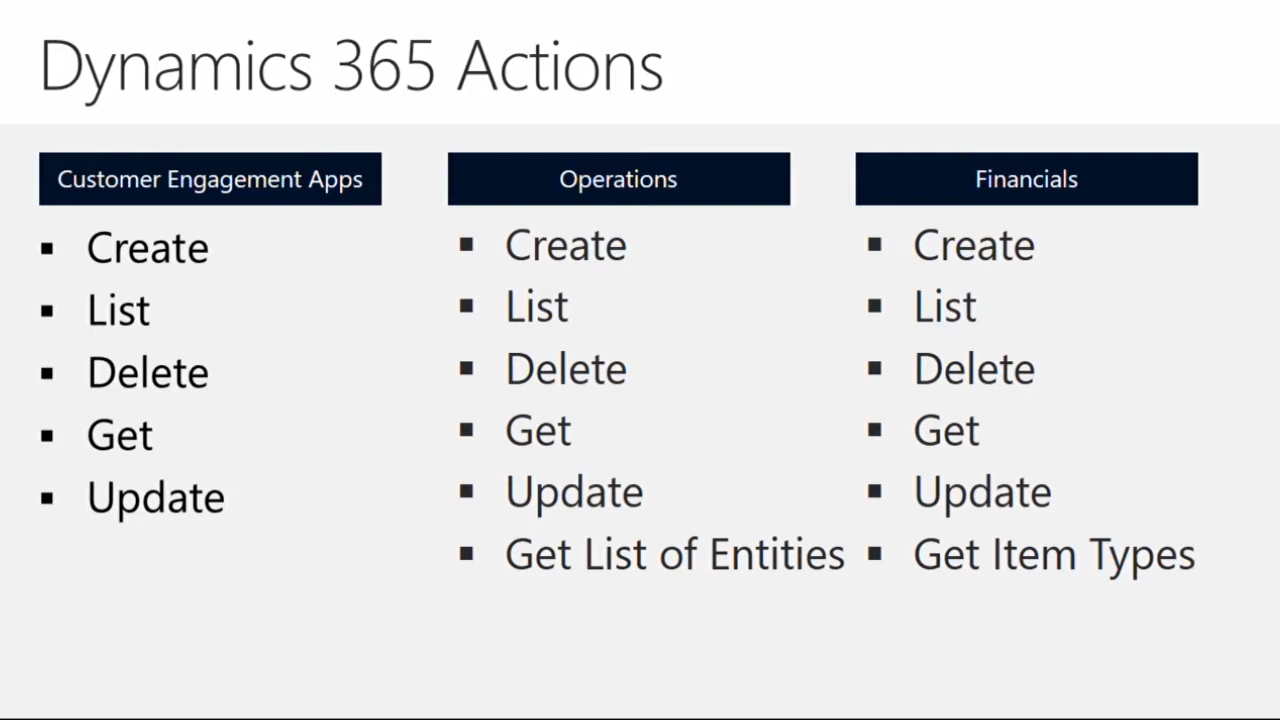 Dynamics 365 Actions
Customer Engagement Apps
Create
List
Delete
Get
Update
Operations
Create
List
Delete
Get
Update
Get List of Entities
Financials
Create
List
Delete
Get
Update
Get Item Types